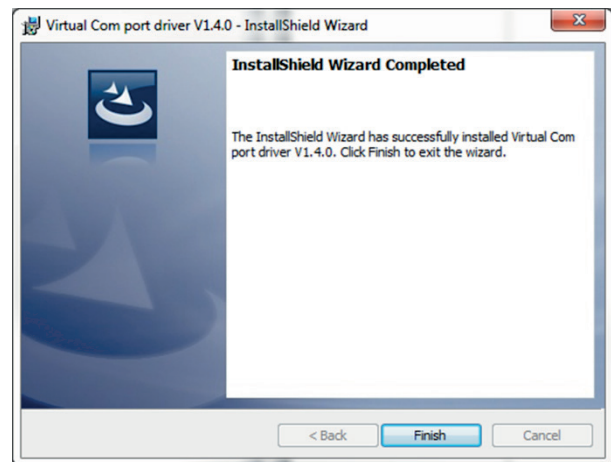 Virtual Com port driver V1.4.0 - InstallShield Wizard
InstallShield Wizard Completed
The InstallShield Wizard has successfully installed Virtual Com
port driver V1.4.0. Click Finish to exit the wizard.
< Back
Finish
Cancel